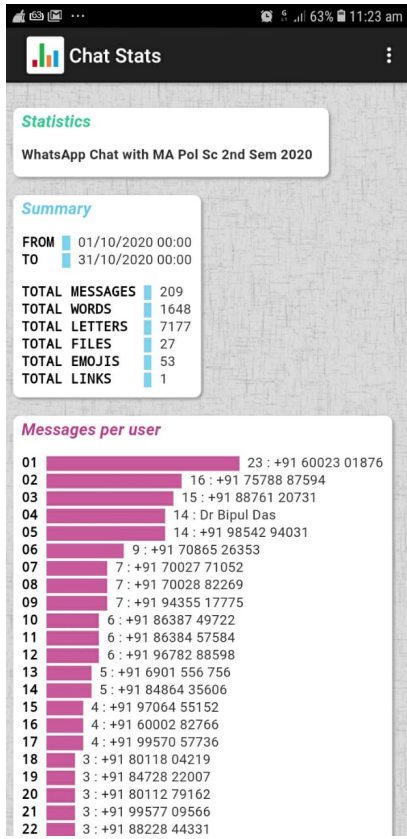 63 63% 11:23 am
Chat Stats
Statistics
WhatsApp Chat with MA Pol Sc 2nd Sem 2020
Summary
FROM 01/10/2020 00:00
TO 31/10/2020 00:00
TOTAL MESSAGES 209
TOTAL WORDS 1648
TOTAL LETTERS 7177
TOTAL FILES 27
TOTAL EMOJIS 53
TOTAL LINKS 1
Messages per user
01 23 : +91 60023 01876
02 16 : +91 75788 87594
03 15 : +91 88761 20731
04 14 : Dr Bipul Das
05 14 : +91 98542 94031
06 9 : +91 70865 26353
07 7 : +91 70027 71052
08 7 : +91 70028 82269
09 7 : +91 94355 17775
10 6 : +91 86387 49722
11 6 : +91 86384 57584
12 6 : +91 96782 88598
13 5 : +91 6901 556 756
14 5 : +91 84864 35606
15 4 : +91 97064 55152
16 4 : +91 60002 82766
17 4 : +91 99570 57736
18 3 : +91 80118 04219
19 3 : +91 84728 22007
20 3 : +91 80112 79162
21 3 : +91 99577 09566
22 3 : +91 88228 44331